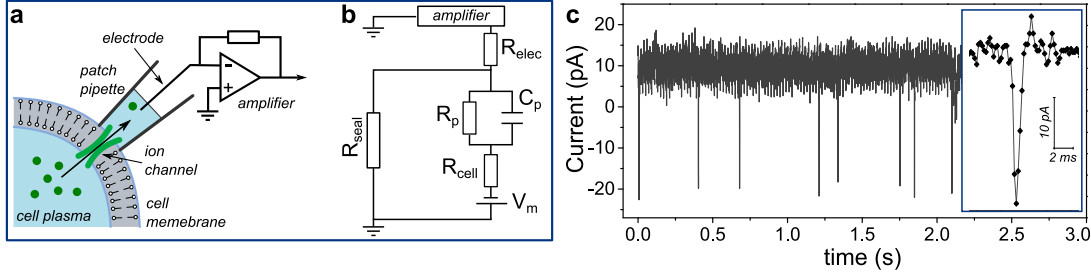 a
electrode
patch
pipette
-
+
amplifier
ion
channel
cell plasma
cell
memebrane
b
amplifier
R_elec
C_p
R_p
R_seal
R_cell
V_m
c
Current (pA)
20
10
0
-10
-20
0.0 0.5 1.0 1.5 2.0 2.5 3.0
time (s)
10 pA
2 ms